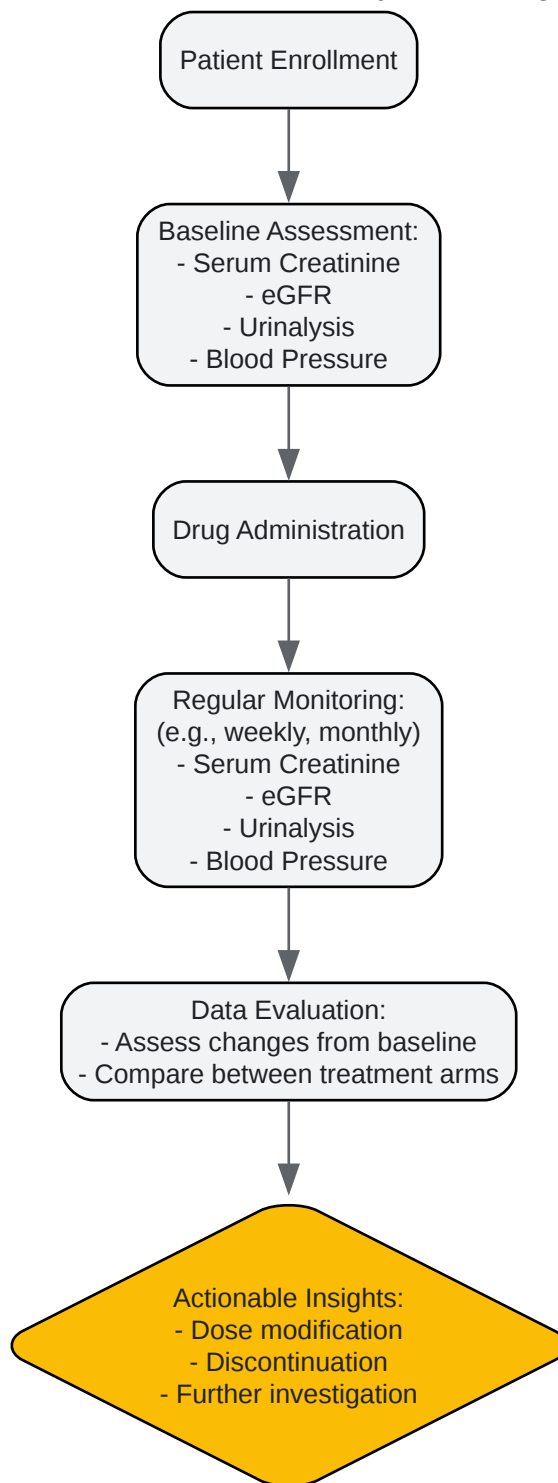 Patient Enrollment
Baseline Assessment:
- Serum Creatinine
- eGFR
- Urinalysis
- Blood Pressure
Drug Administration
Regular Monitoring:
(e.g., weekly, monthly)
- Serum Creatinine
- eGFR
- Urinalysis
- Blood Pressure
Data Evaluation:
- Assess changes from baseline
- Compare between treatment arms
Actionable Insights:
- Dose modification
- Discontinuation
- Further investigation